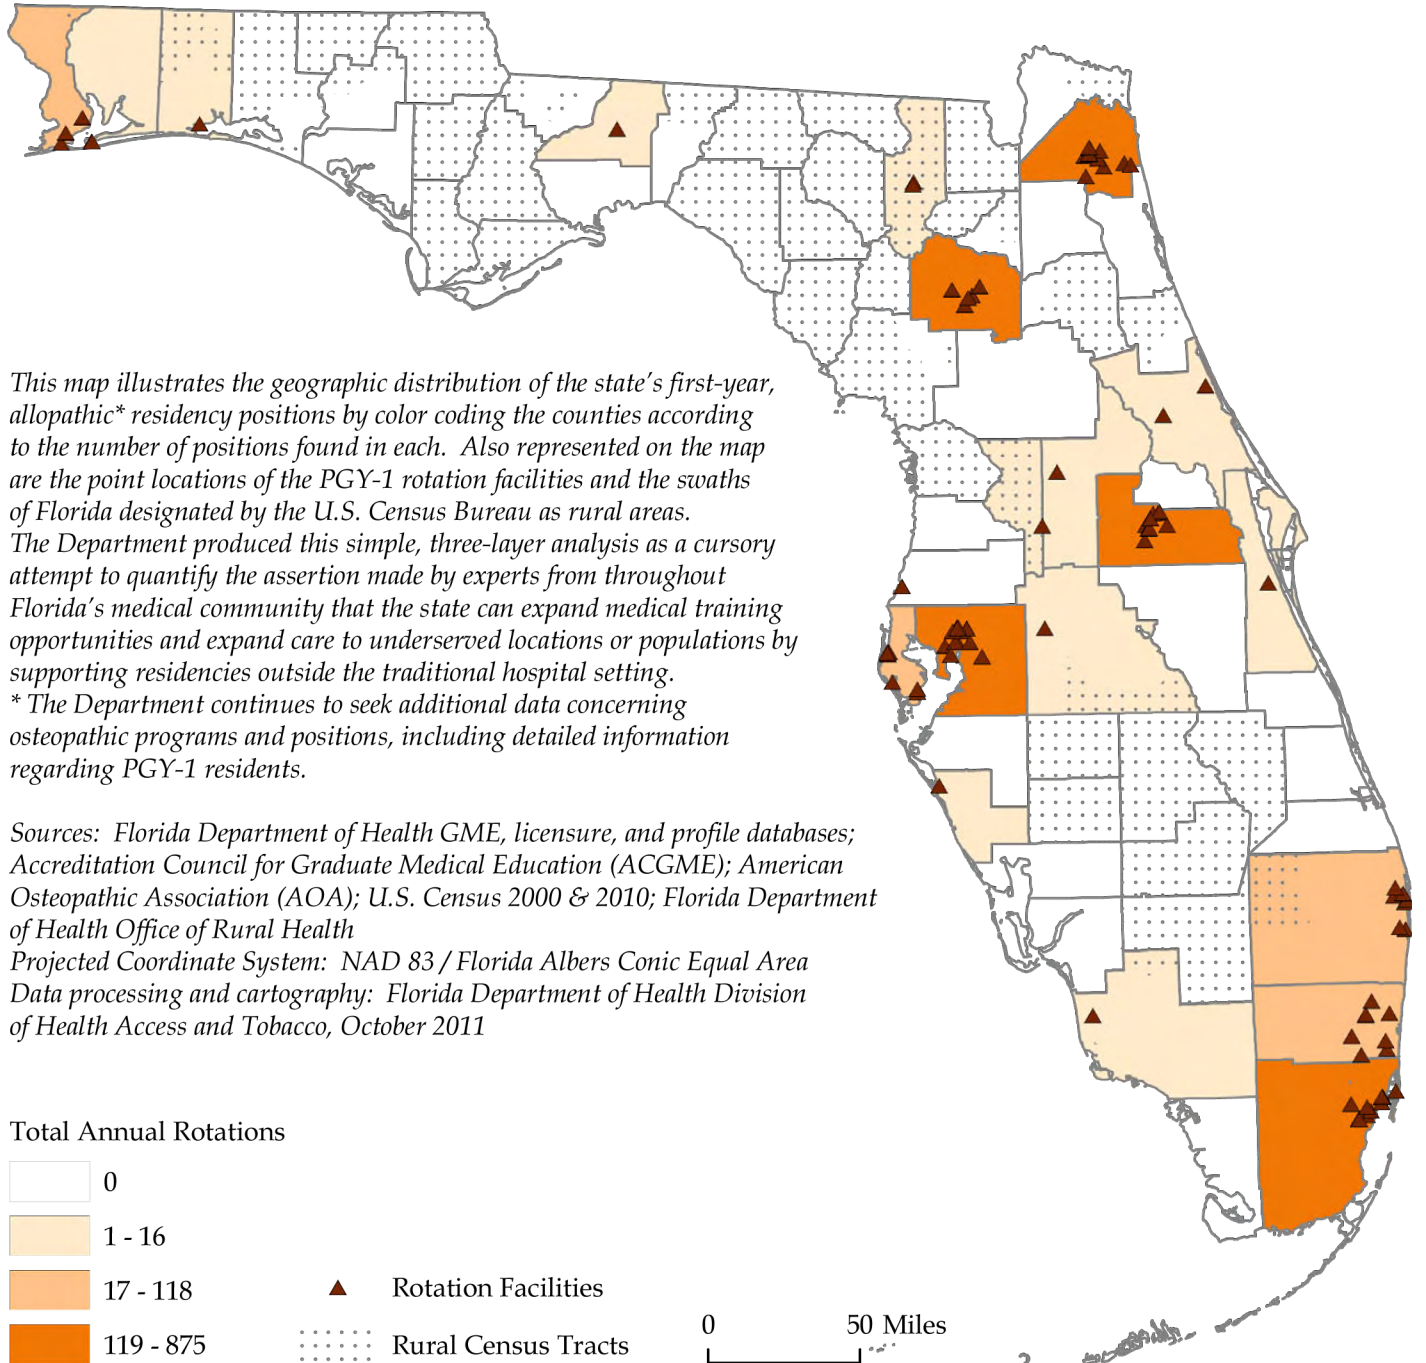 This map illustrates the geographic distribution of the state's first-year,
allopathic* residency positions by color coding the counties according
to the number of positions found in each.  Also represented on the map
are the point locations of the PGY-1 rotation facilities and the swaths
of Florida designated by the U.S. Census Bureau as rural areas.
The Department produced this simple, three-layer analysis as a cursory
attempt to quantify the assertion made by experts from throughout
Florida's medical community that the state can expand medical training
opportunities and expand care to underserved locations or populations by
supporting residencies outside the traditional hospital setting.
* The Department continues to seek additional data concerning
osteopathic programs and positions, including detailed information
regarding PGY-1 residents.
Sources:  Florida Department of Health GME, licensure, and profile databases;
Accreditation Council for Graduate Medical Education (ACGME); American
Osteopathic Association (AOA); U.S. Census 2000 & 2010; Florida Department
of Health Office of Rural Health
Projected Coordinate System:  NAD 83 / Florida Albers Conic Equal Area
Data processing and cartography:  Florida Department of Health Division
of Health Access and Tobacco, October 2011
Total Annual Rotations
0
1 - 16
17 - 118
119 - 875
Rotation Facilities
Rural Census Tracts
0 50 Miles